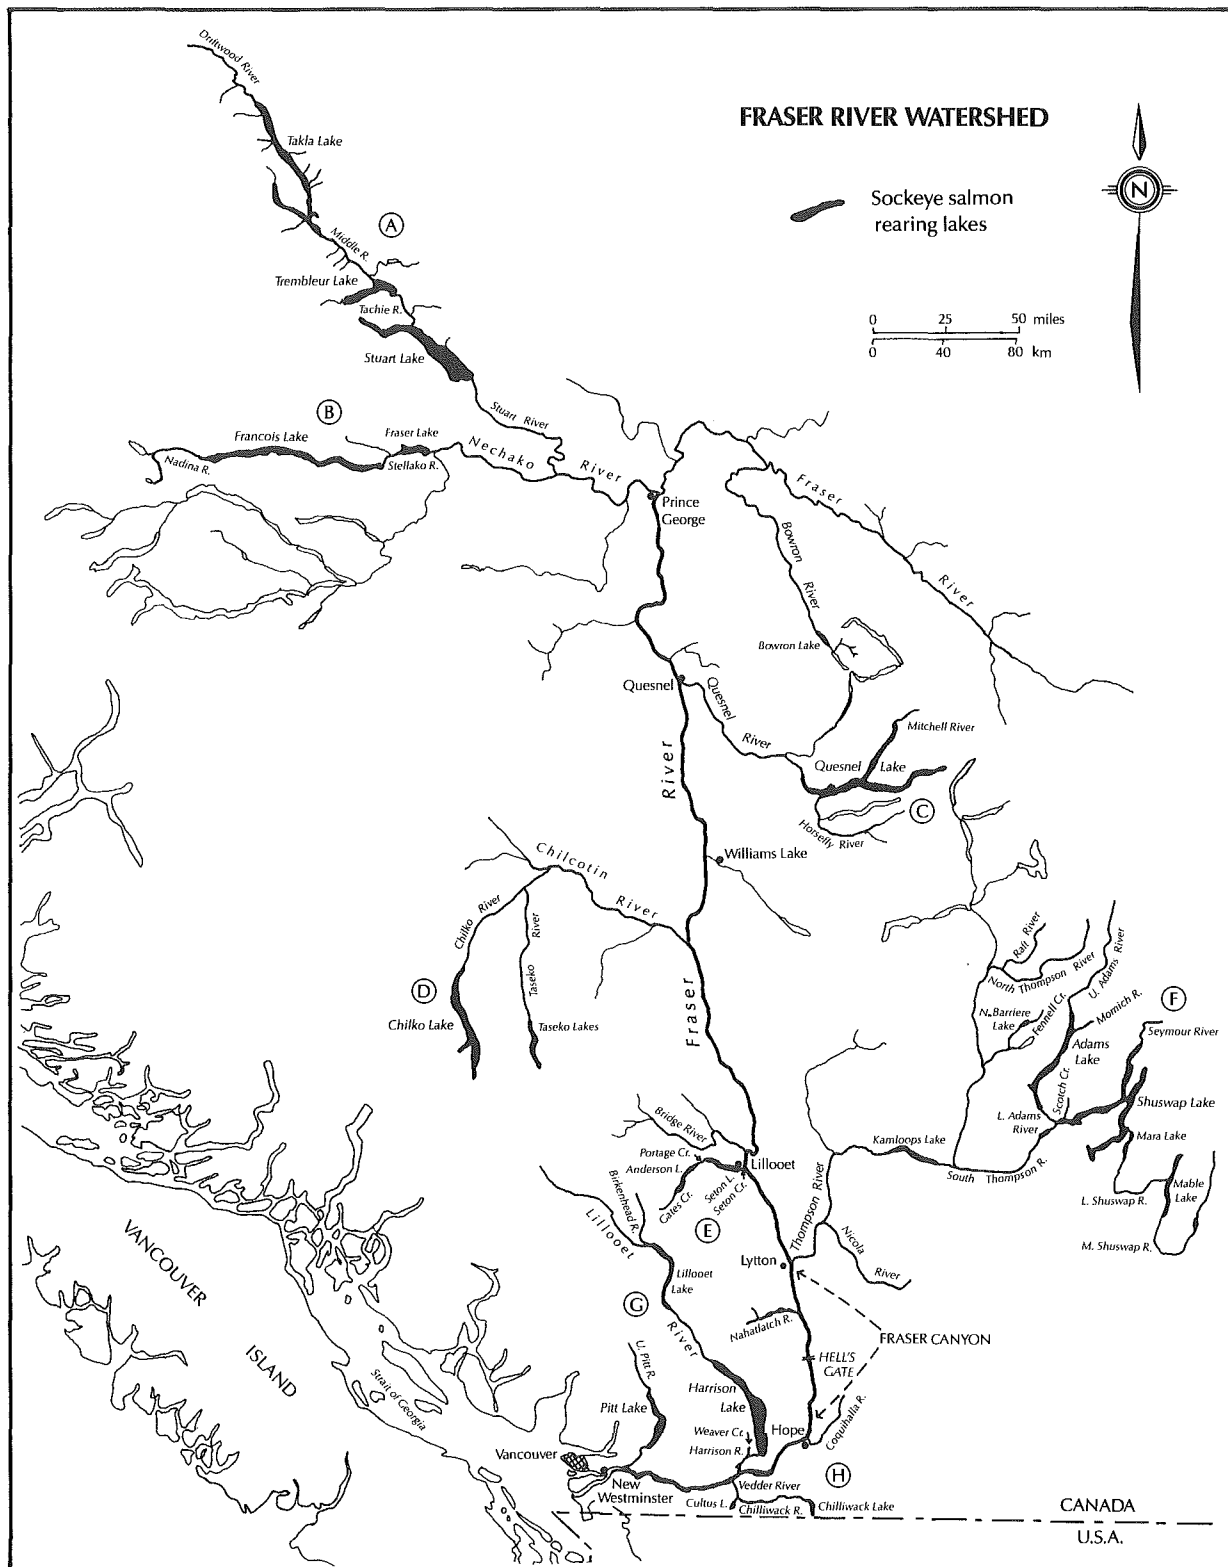 FRASER RIVER WATERSHED
N
Sockeye salmon
rearing lakes
0 25 50 miles
0 40 80 km
Driftwood River
Takla Lake
A
Middle R.
Trembleur Lake
Tachie R.
Stuart Lake
Stuart River
B
Francois Lake
Fraser Lake
Nadina R.
Stellako R.
Nechako River
Prince
George
Fraser River
Bowron River
Bowron Lake
Quesnel
Quesnel River
Mitchell River
Quesnel Lake
C
Horsefly River
River
Williams Lake
Chilcotin River
Chilko River
Taseko River
D
Chilko Lake
Taseko Lakes
Fraser
Raft River
North Thompson River
U. Adams River
N. Barriere
Lake
Fennell Cr.
Momich R.
F
Seymour River
Adams
Lake
Scotch Cr.
L. Adams
River
Shuswap Lake
Mara Lake
Kamloops Lake
South Thompson R.
Mable
Lake
L. Shuswap R.
M. Shuswap R.
Bridge River
Portage Cr.
Lillooet
Anderson L.
Seton L.
Seton Cr.
Gates Cr.
Birkenhead R.
E
Thompson River
Nicola River
Lytton
Lillooet River
Lillooet
Lake
G
Nahatlatch R.
FRASER CANYON
HELL'S
GATE
VANCOUVER
ISLAND
Strait of Georgia
U. Pitt R.
Pitt Lake
Harrison
Lake
Weaver Cr.
Harrison R.
Hope
Coquihalla R.
Vancouver
New
Westminster
Vedder River
H
Cultus L.
Chilliwack R.
Chilliwack Lake
CANADA
U.S.A.